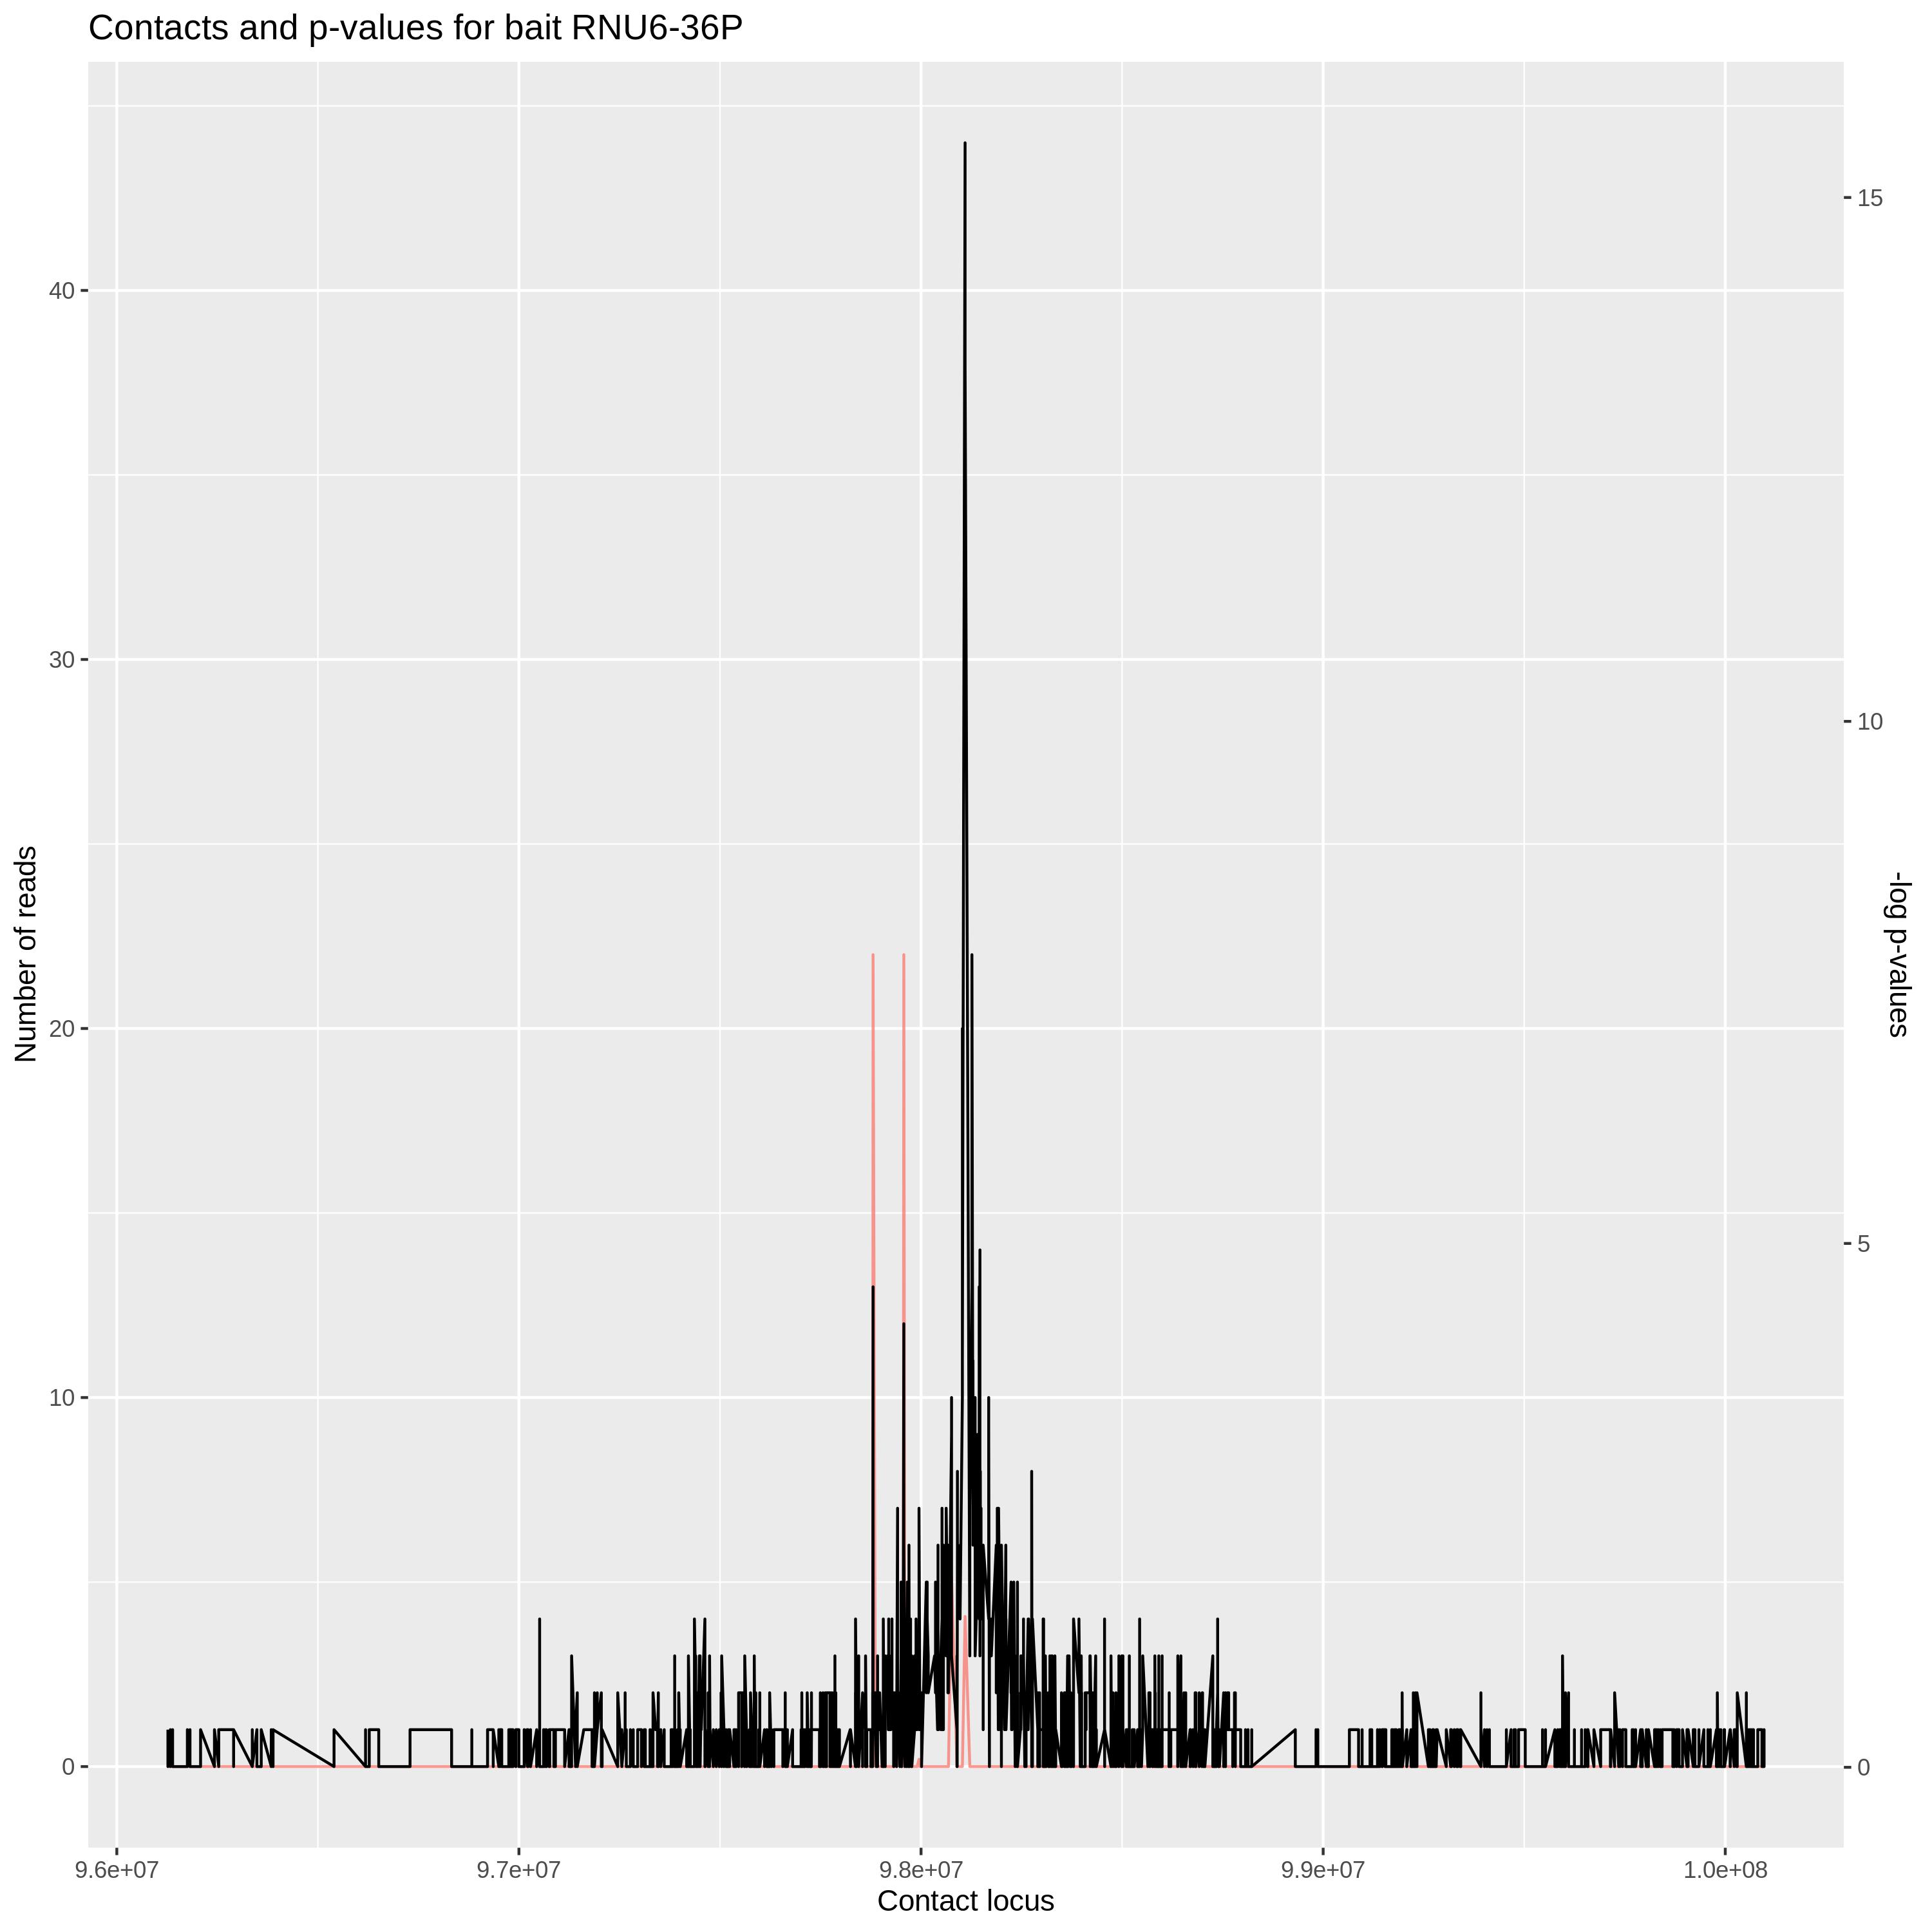 Contacts and p-values for bait RNU6-36P
Number of reads
40
30
20
10
0
15
10
5
0
-log p-values
9.6e+07
9.7e+07
9.8e+07
9.9e+07
1.0e+08
Contact locus